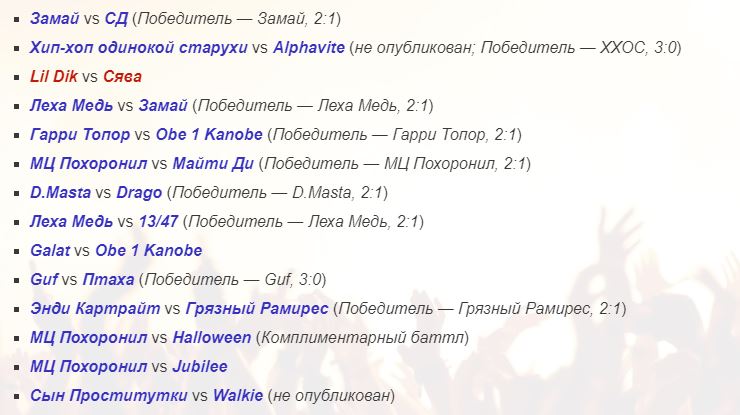 Замай vs СД (Победитель — Замай, 2:1)
Хип-хоп одинокой старухи vs Alphavite (не опубликован; Победитель — ХХОС, 3:0)
Lil Dik vs Сява
Леха Медь vs Замай (Победитель — Леха Медь, 2:1)
Гарри Топор vs Obe 1 Kanobe (Победитель — Гарри Топор, 2:1)
МЦ Похоронил vs Майти Ди (Победитель — МЦ Похоронил, 2:1)
D.Masta vs Drago (Победитель — D.Masta, 2:1)
Леха Медь vs 13/47 (Победитель — Леха Медь, 2:1)
Galat vs Obe 1 Kanobe
Guf vs Птаха (Победитель — Guf, 3:0)
Энди Картрайт vs Грязный Рамирес (Победитель — Грязный Рамирес, 2:1)
МЦ Похоронил vs Halloween (Комплиментарный баттл)
МЦ Похоронил vs Jubilee
Сын Проститутки vs Walkie (не опубликован)